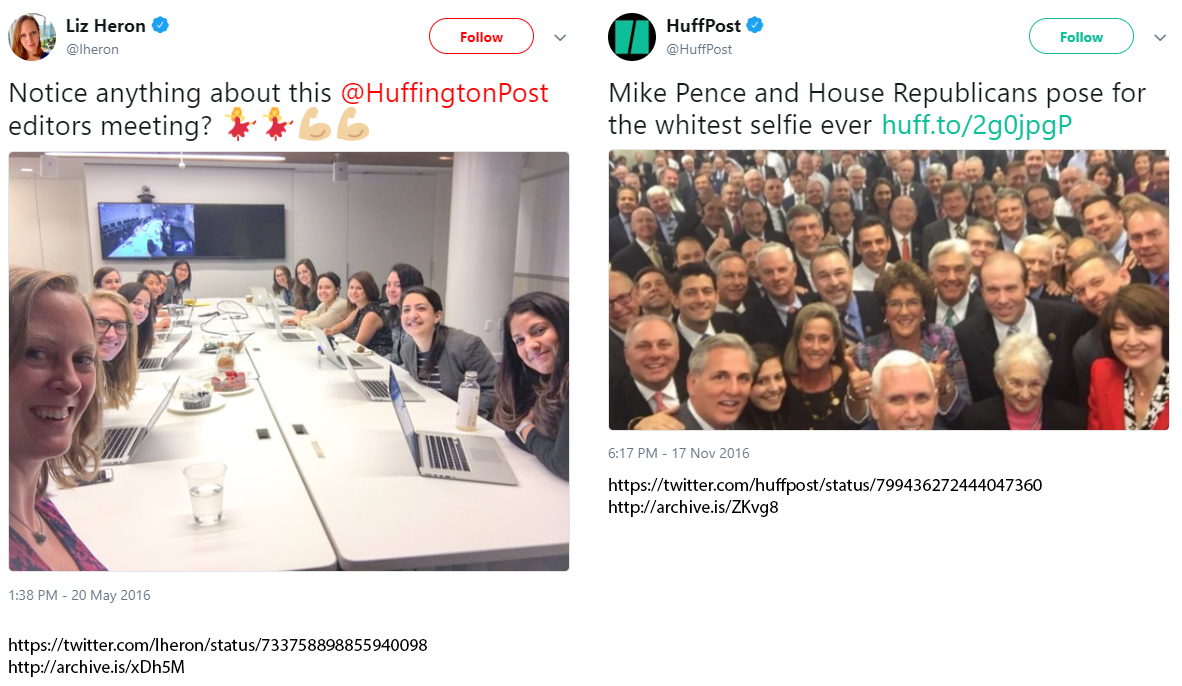 Liz Heron
@lheron
Follow
Notice anything about this @HuffingtonPost
editors meeting? 💃💃💪🏼💪🏼
1:38 PM - 20 May 2016
https://twitter.com/lheron/status/733758898855940098
http://archive.is/xDh5M
HuffPost
@HuffPost
Follow
Mike Pence and House Republicans pose for
the whitest selfie ever huff.to/2g0jpgP
6:17 PM - 17 Nov 2016
https://twitter.com/huffpost/status/799436272444047360
http://archive.is/ZKvg8